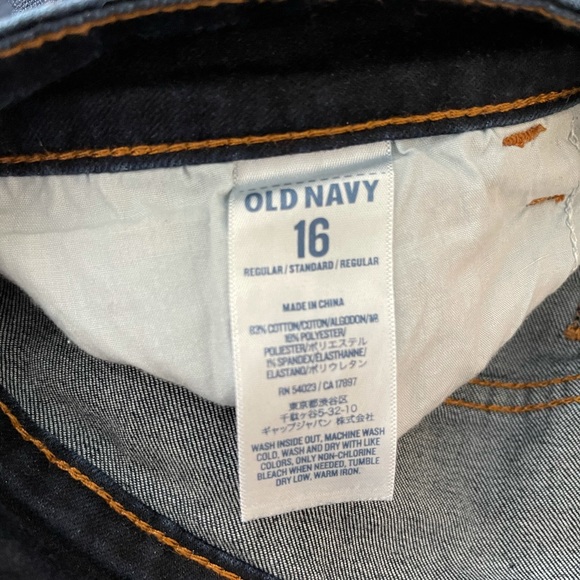 OLD NAVY
16
REGULAR/STANDARD/REGULAR
MADE IN CHINA
83% COTTON/COTON/ALGODON/綿
16% POLYESTER/
POLIESTER/ポリエステル
1% SPANDEX/ELASTHANNE/
ELASTANO/ポリウレタン
RN 54023 / CA 17897
東京都渋谷区
千駄ヶ谷5-32-10
ギャップジャパン 株式会社
WASH INSIDE OUT, MACHINE WASH
COLD, WASH AND DRY WITH LIKE
COLORS, ONLY NON-CHLORINE
BLEACH WHEN NEEDED, TUMBLE
DRY LOW, WARM IRON.